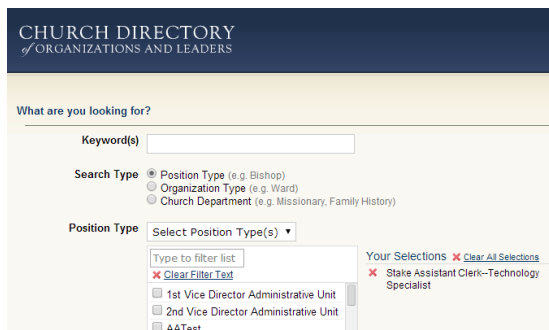 CHURCH DIRECTORY
of ORGANIZATIONS AND LEADERS
What are you looking for?
Keyword(s)
Search Type Position Type (e.g. Bishop)
Organization Type (e.g. Ward)
Church Department (e.g. Missionary, Family History)
Position Type Select Position Type(s)
Type to filter list
Clear Filter Text
1st Vice Director Administrative Unit
2nd Vice Director Administrative Unit
AATest
Your Selections Clear All Selections
Stake Assistant Clerk--Technology
Specialist